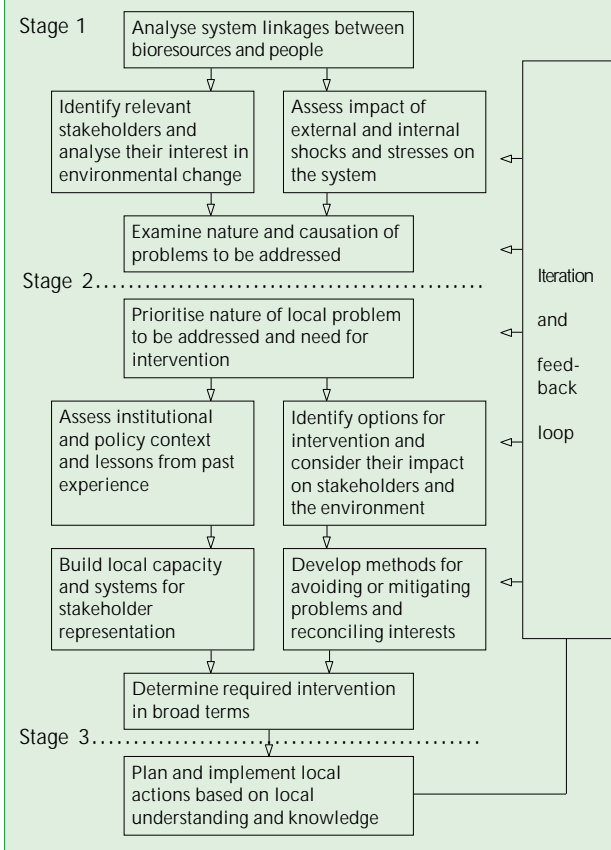 Stage 1
Analyse system linkages between
bioresources and people
Identify relevant
stakeholders and
analyse their interest in
environmental change
Assess impact of
external and internal
shocks and stresses on
the system
Examine nature and causation of
problems to be addressed
Stage 2
Prioritise nature of local problem
to be addressed and need for
intervention
Assess institutional
and policy context
and lessons from past
experience
Identify options for
intervention and
consider their impact
on stakeholders and
the environment
Build local capacity
and systems for
stakeholder
representation
Develop methods for
avoiding or mitigating
problems and
reconciling interests
Determine required intervention
in broad terms
Stage 3
Plan and implement local
actions based on local
understanding and knowledge
Iteration
and
feed-
back
loop